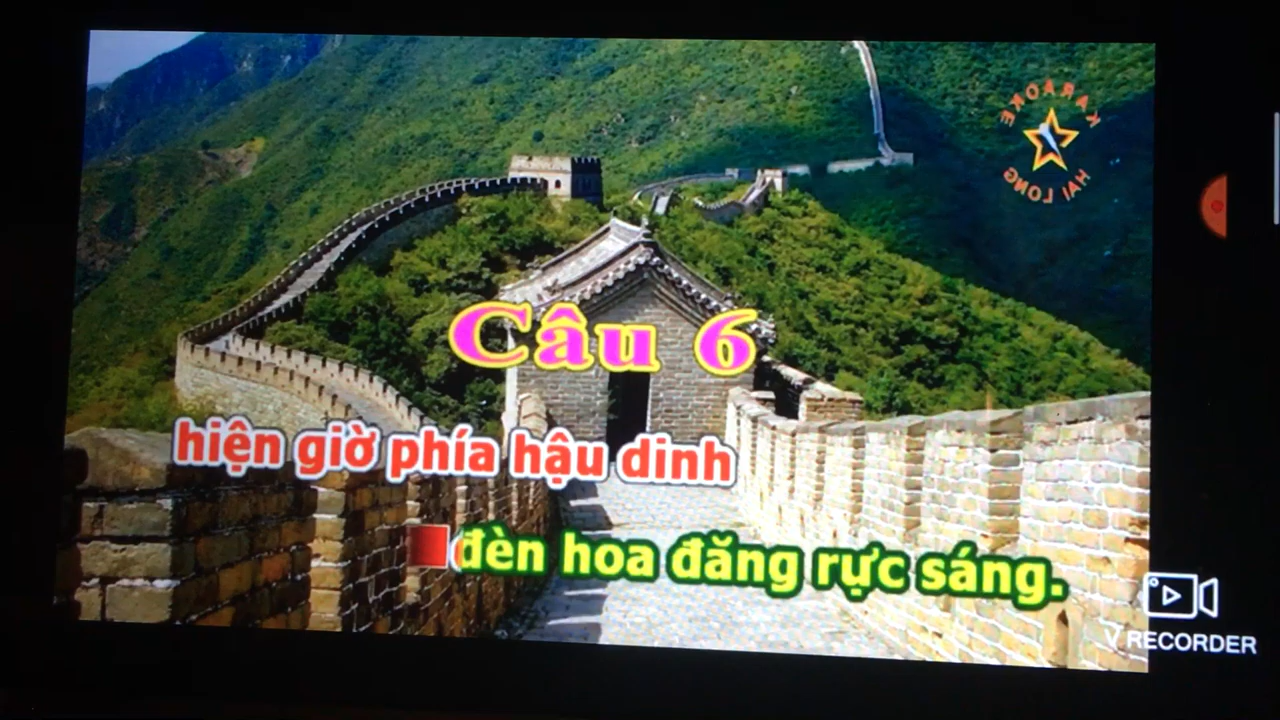 KARAOKE
HAI LONG
Câu 6
hiện giờ phía hậu dinh
đèn hoa đăng rực sáng.
V RECORDER